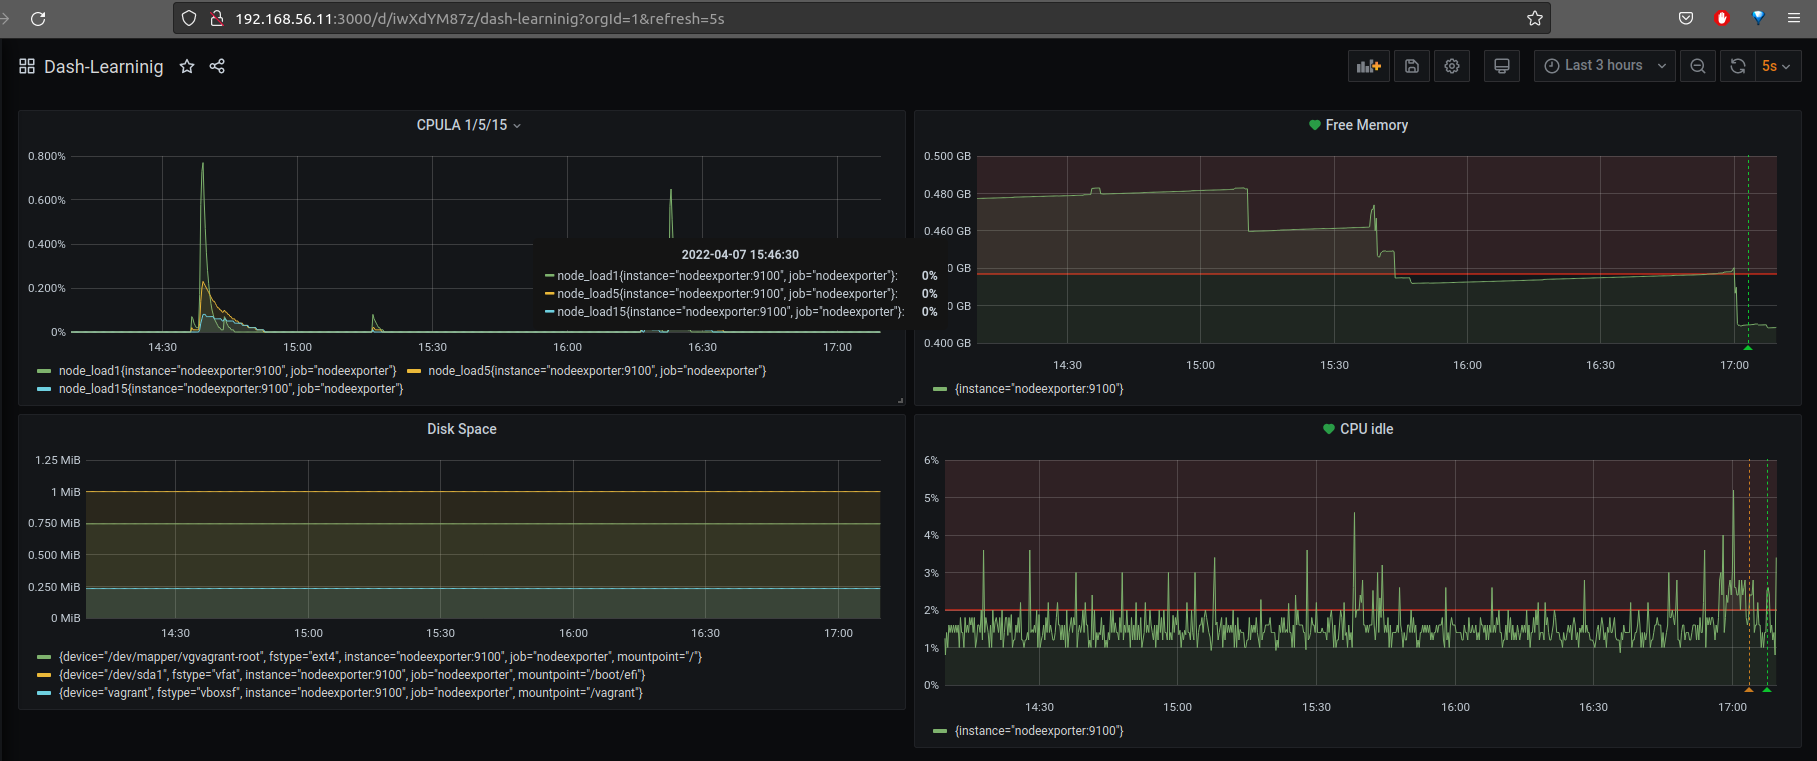 192.168.56.11:3000/d/iwXdYM87z/dash-learninig?orgId=1&refresh=5s
Dash-Learninig
Last 3 hours
5s
CPULA 1/5/15
0.800%
0.600%
0.400%
0.200%
0%
14:30 15:00 15:30 16:00 16:30 17:00
2022-04-07 15:46:30
node_load1{instance="nodeexporter:9100", job="nodeexporter"}: 0%
node_load5{instance="nodeexporter:9100", job="nodeexporter"}: 0%
node_load15{instance="nodeexporter:9100", job="nodeexporter"}: 0%
node_load1{instance="nodeexporter:9100", job="nodeexporter"} node_load5{instance="nodeexporter:9100", job="nodeexporter"}
node_load15{instance="nodeexporter:9100", job="nodeexporter"}
Free Memory
0.500 GB
0.480 GB
0.460 GB
0 GB
0 GB
0.400 GB
14:30 15:00 15:30 16:00 16:30 17:00
{instance="nodeexporter:9100"}
Disk Space
1.25 MiB
1 MiB
0.750 MiB
0.500 MiB
0.250 MiB
0 MiB
14:30 15:00 15:30 16:00 16:30 17:00
{device="/dev/mapper/vgvagrant-root", fstype="ext4", instance="nodeexporter:9100", job="nodeexporter", mountpoint="/"}
{device="/dev/sda1", fstype="vfat", instance="nodeexporter:9100", job="nodeexporter", mountpoint="/boot/efi"}
{device="vagrant", fstype="vboxsf", instance="nodeexporter:9100", job="nodeexporter", mountpoint="/vagrant"}
CPU idle
6%
5%
4%
3%
2%
1%
0%
14:30 15:00 15:30 16:00 16:30 17:00
{instance="nodeexporter:9100"}